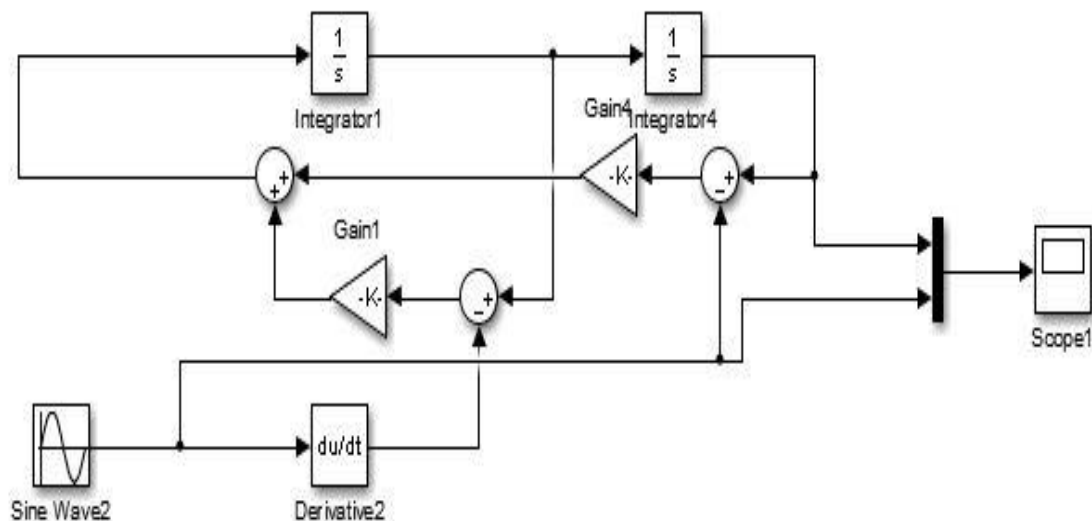 1
s
Integrator1
1
s
Integrator4
Gain4
-K-
+
-
+
+
Gain1
-K-
+
-
Scope1
Sine Wave2
du/dt
Derivative2